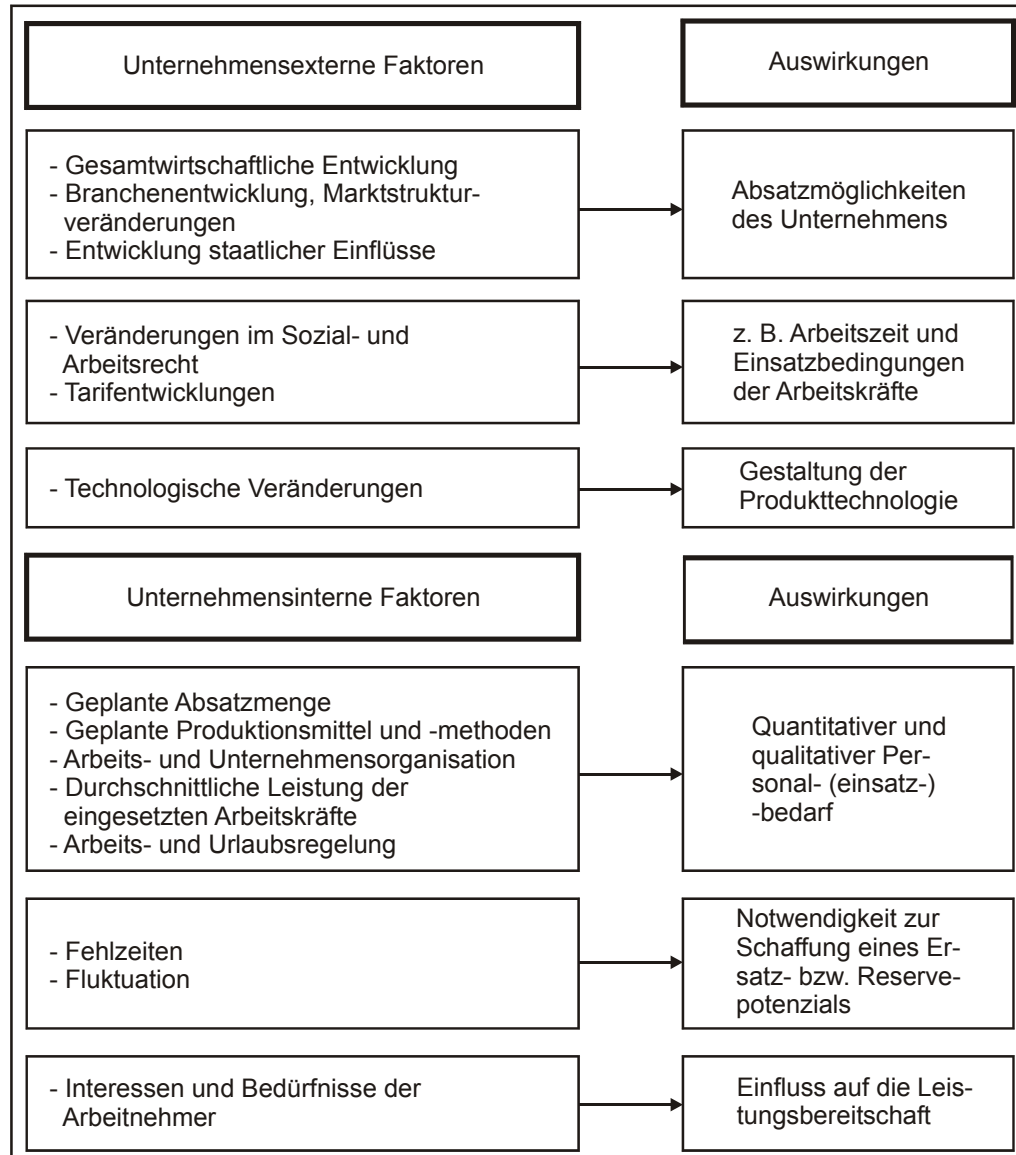 Unternehmensexterne Faktoren
Auswirkungen
- Gesamtwirtschaftliche Entwicklung
- Branchenentwicklung, Marktstruktur-
veränderungen
- Entwicklung staatlicher Einflüsse
Absatzmöglichkeiten
des Unternehmens
- Veränderungen im Sozial- und
Arbeitsrecht
- Tarifentwicklungen
z. B. Arbeitszeit und
Einsatzbedingungen
der Arbeitskräfte
- Technologische Veränderungen
Gestaltung der
Produkttechnologie
Unternehmensinterne Faktoren
Auswirkungen
- Geplante Absatzmenge
- Geplante Produktionsmittel und -methoden
- Arbeits- und Unternehmensorganisation
- Durchschnittliche Leistung der
eingesetzten Arbeitskräfte
- Arbeits- und Urlaubsregelung
Quantitativer und
qualitativer Per-
sonal- (einsatz-)
-bedarf
- Fehlzeiten
- Fluktuation
Notwendigkeit zur
Schaffung eines Er-
satz- bzw. Reserve-
potenzials
- Interessen und Bedürfnisse der
Arbeitnehmer
Einfluss auf die Leis-
tungsbereitschaft